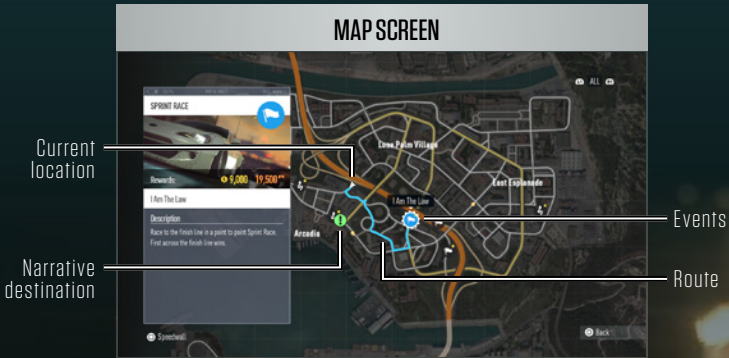 MAP SCREEN
ALL
SPRINT RACE
Rewards:
9,000
19,500
I Am The Law
Description
Race to the finish line in a point to point Sprint Race.
First across the finish line wins.
Speedwall
Lone Palm Village
East Esplanade
I Am The Law
Arcadia
Back
Current
location
Narrative
destination
Events
Route